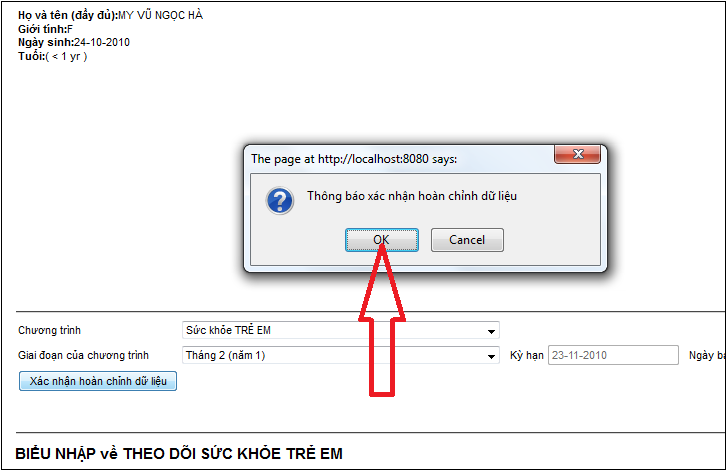 Họ và tên (đầy đủ):MY VŨ NGỌC HÀ
Giới tính:F
Ngày sinh:24-10-2010
Tuổi:( < 1 yr )
The page at http://localhost:8080 says:
Thông báo xác nhận hoàn chỉnh dữ liệu
OK
Cancel
Chương trình Sức khỏe TRẺ EM
Giai đoạn của chương trình Tháng 2 (năm 1) Kỳ hạn 23-11-2010 Ngày
Xác nhận hoàn chỉnh dữ liệu
BIỂU NHẬP về THEO DÕI SỨC KHỎE TRẺ EM